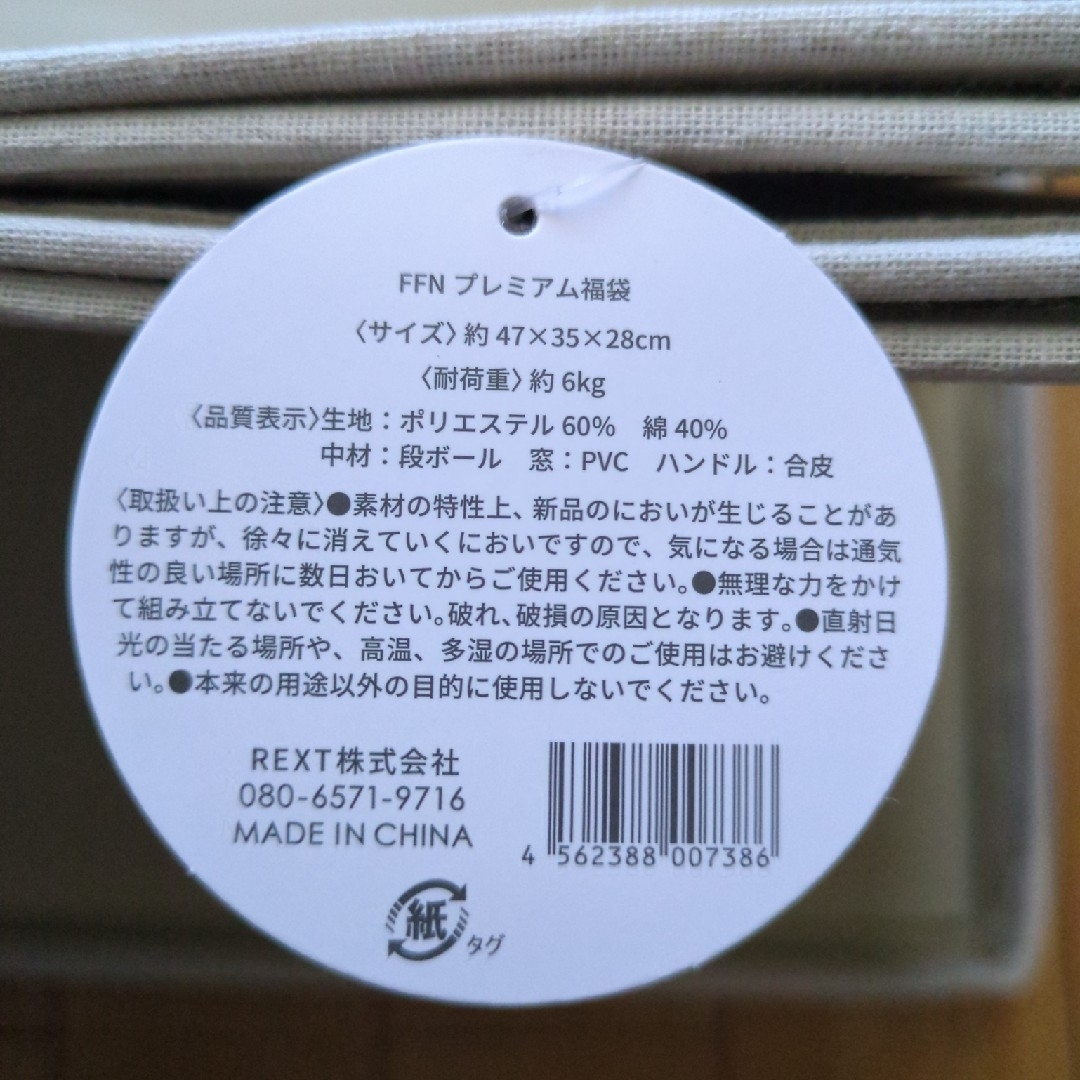 FFN プレミアム福袋
〈サイズ〉約 47×35×28cm
〈耐荷重〉約 6kg
〈品質表示〉生地：ポリエステル 60%　綿 40%
中材：段ボール　窓：PVC　ハンドル：合皮
〈取扱い上の注意〉●素材の特性上、新品のにおいが生じることがあ
りますが、徐々に消えていくにおいですので、気になる場合は通気
性の良い場所に数日おいてからご使用ください。●無理な力をかけ
て組み立てないでください。破れ、破損の原因となります。●直射日
光の当たる場所や、高温、多湿の場所でのご使用はお避けくださ
い。●本来の用途以外の目的に使用しないでください。
REXT株式会社
080-6571-9716
MADE IN CHINA
4 562388 007386
紙 タグ